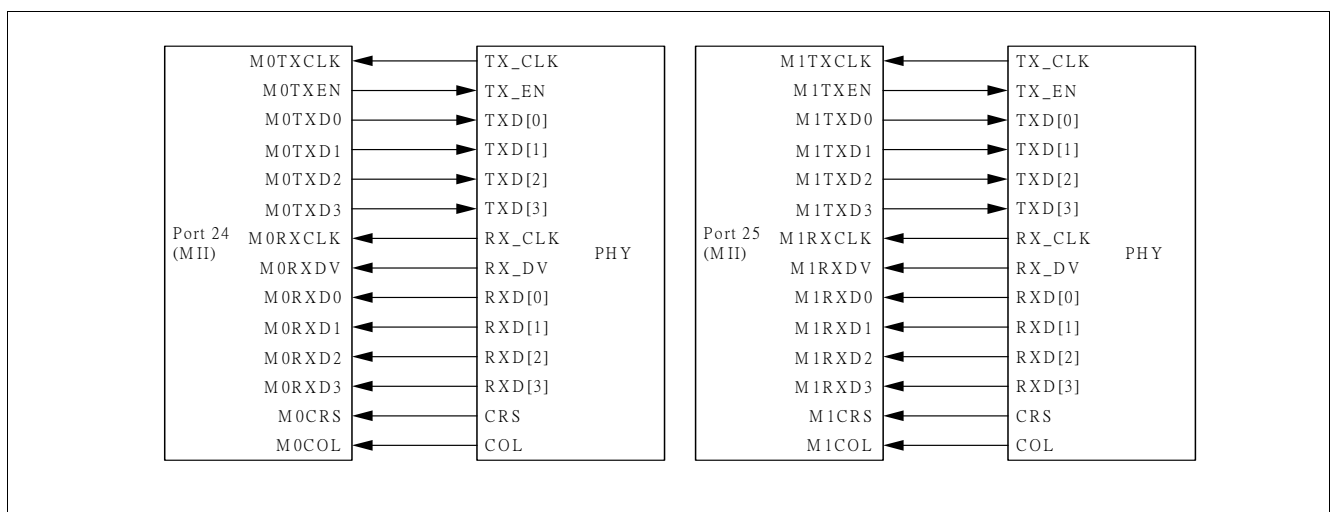 M0TXCLK TX_CLK M1TXCLK TX_CLK
M0TXEN TX_EN M1TXEN TX_EN
M0TXD0 TXD[0] M1TXD0 TXD[0]
M0TXD1 TXD[1] M1TXD1 TXD[1]
M0TXD2 TXD[2] M1TXD2 TXD[2]
M0TXD3 TXD[3] M1TXD3 TXD[3]
Port 24 M0RXCLK RX_CLK Port 25 M1RXCLK RX_CLK
(MII) PHY (MII) PHY
M0RXDV RX_DV M1RXDV RX_DV
M0RXD0 RXD[0] M1RXD0 RXD[0]
M0RXD1 RXD[1] M1RXD1 RXD[1]
M0RXD2 RXD[2] M1RXD2 RXD[2]
M0RXD3 RXD[3] M1RXD3 RXD[3]
M0CRS CRS M1CRS CRS
M0COL COL M1COL COL